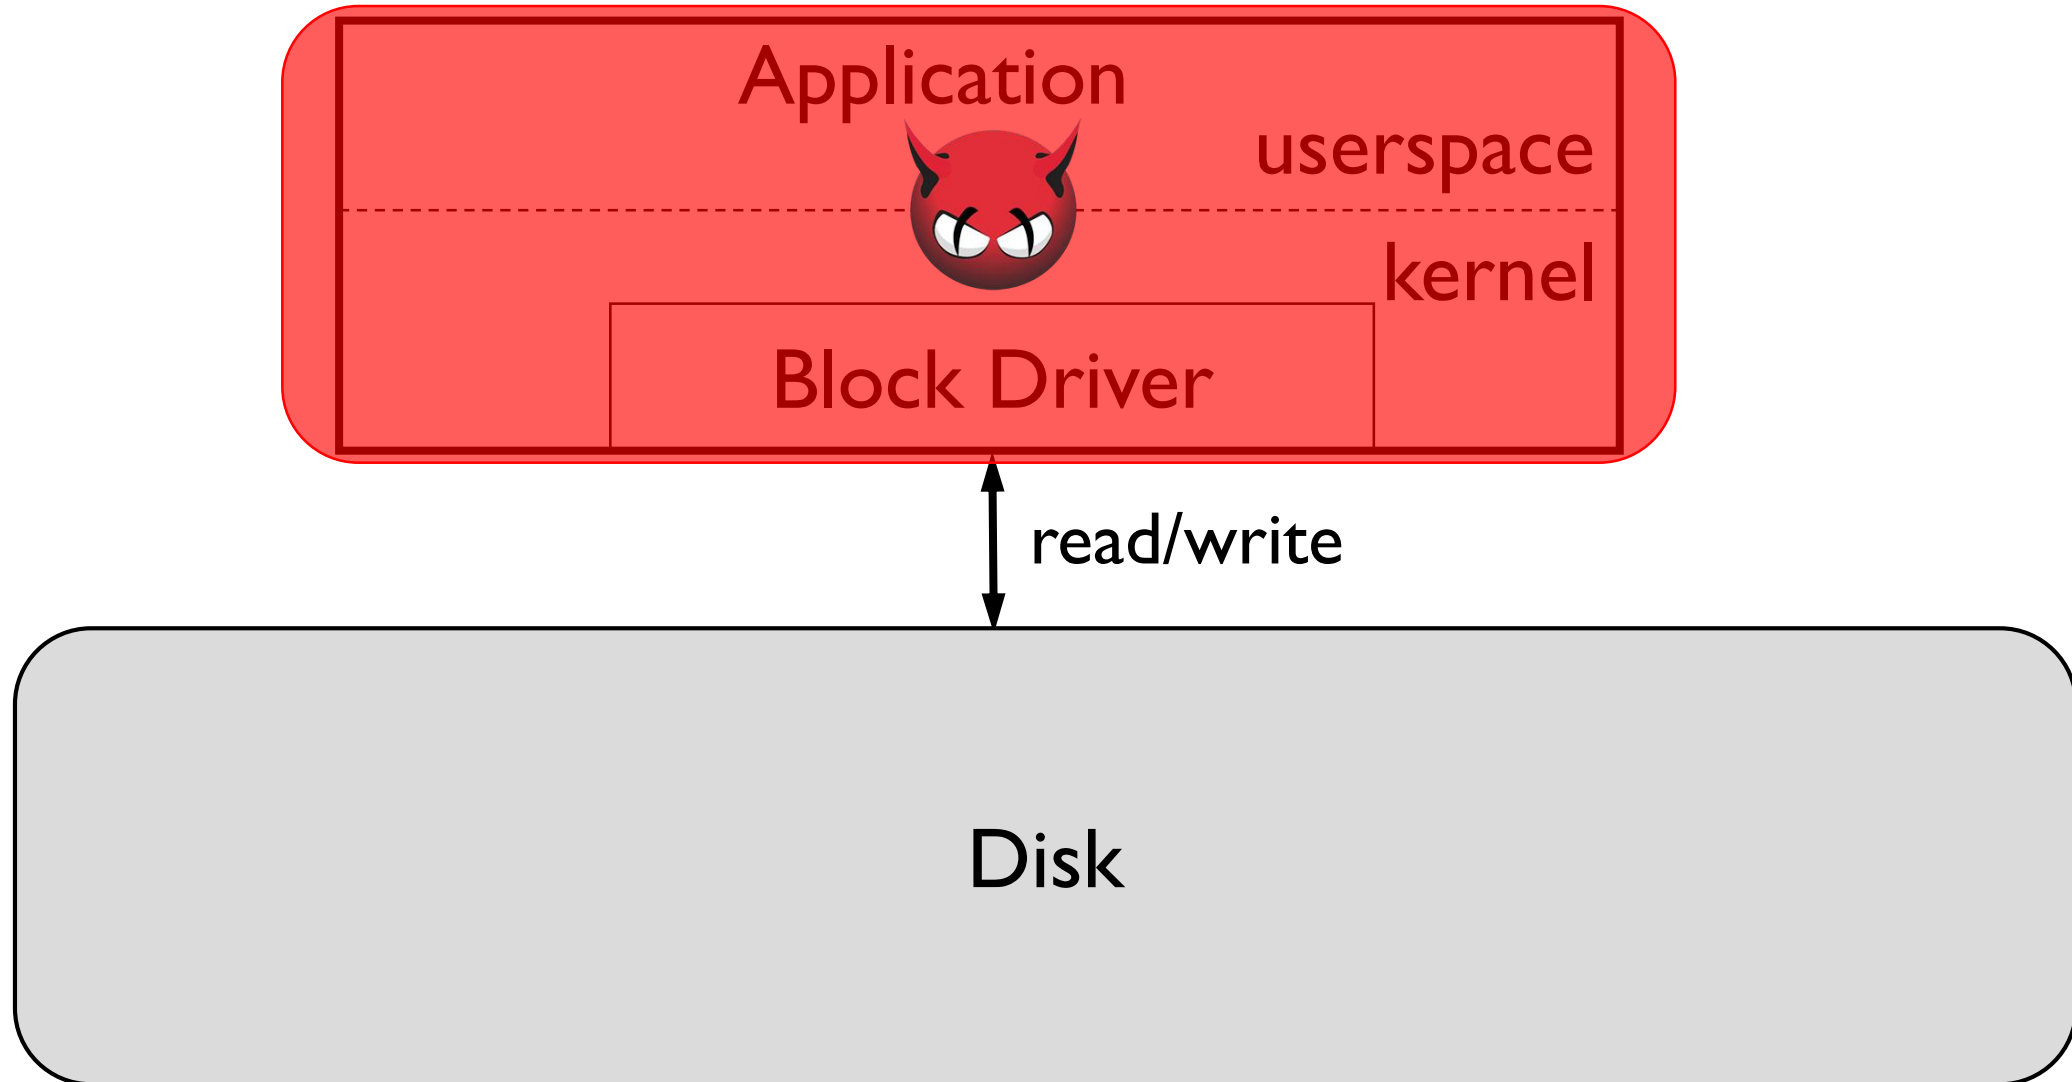 Application
userspace
kernel
Block Driver
read/write
Disk